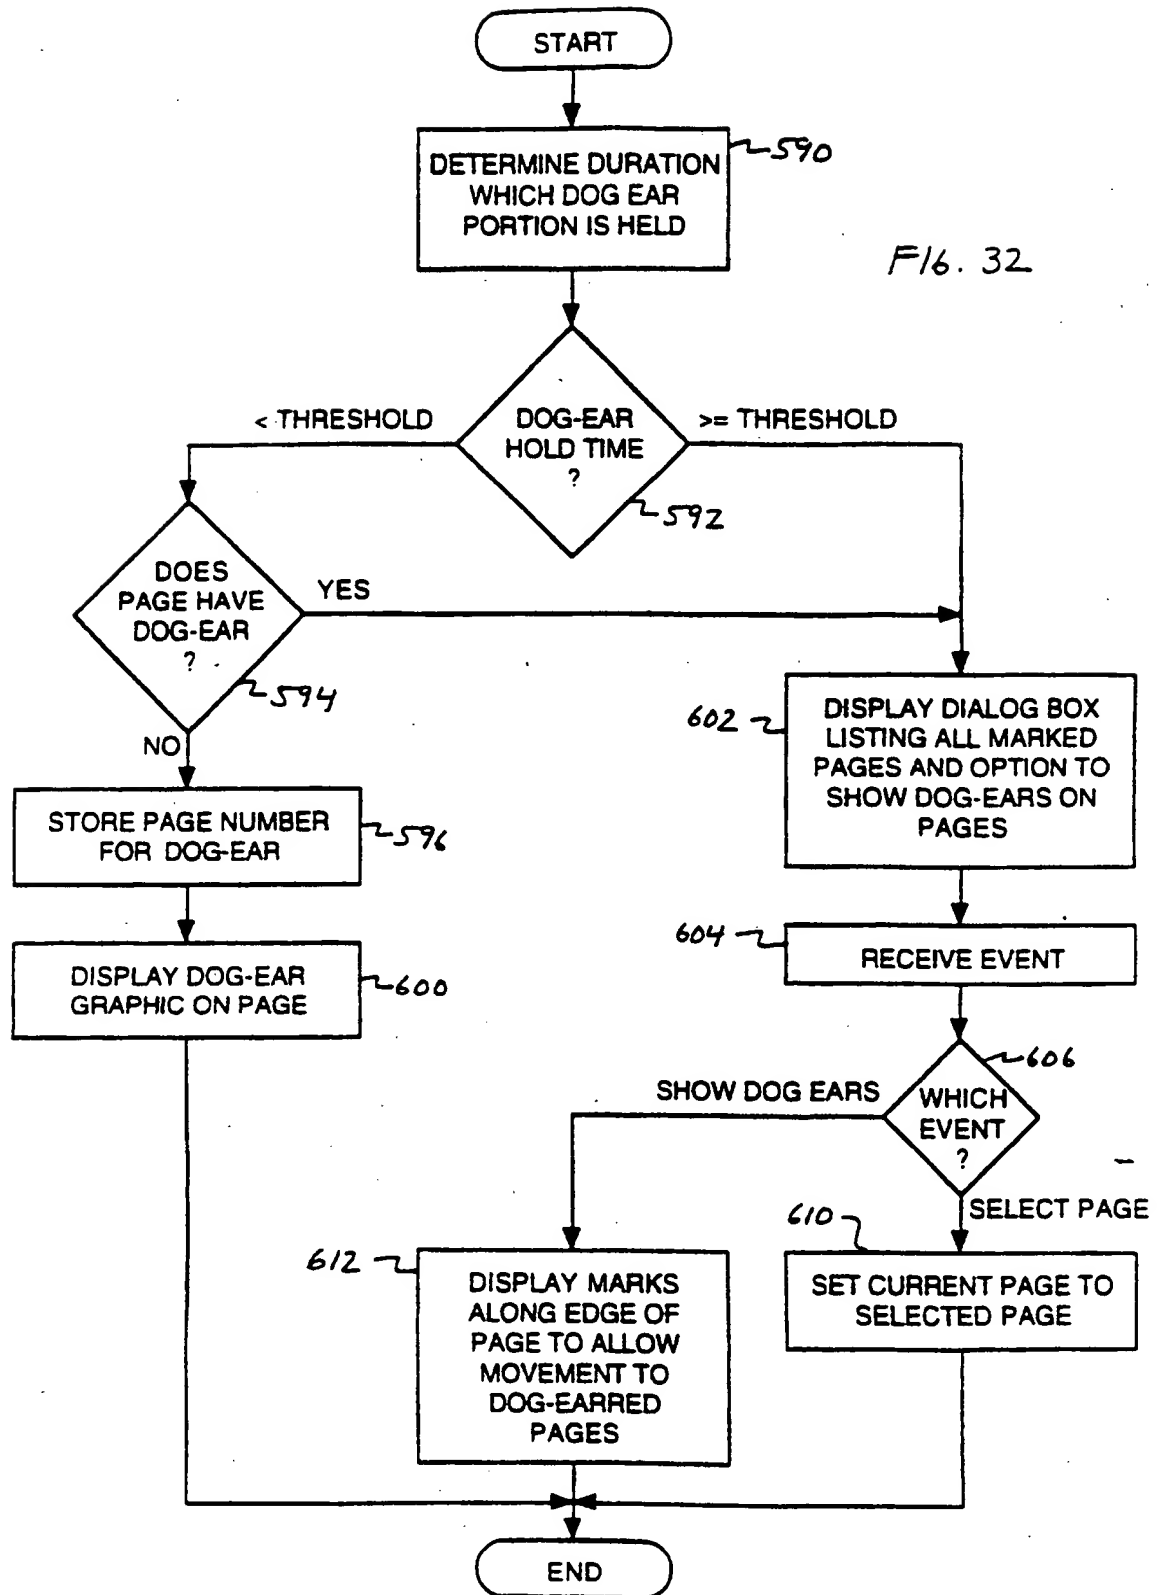 START
DETERMINE DURATION
WHICH DOG EAR
PORTION IS HELD
590
FIG. 32
< THRESHOLD
DOG-EAR
HOLD TIME
?
>= THRESHOLD
592
DOES
PAGE HAVE
DOG-EAR
?
YES
594
NO
602
DISPLAY DIALOG BOX
LISTING ALL MARKED
PAGES AND OPTION TO
SHOW DOG-EARS ON
PAGES
STORE PAGE NUMBER
FOR DOG-EAR
596
604
RECEIVE EVENT
DISPLAY DOG-EAR
GRAPHIC ON PAGE
600
606
SHOW DOG EARS
WHICH
EVENT
?
SELECT PAGE
610
612
DISPLAY MARKS
ALONG EDGE OF
PAGE TO ALLOW
MOVEMENT TO
DOG-EARRED
PAGES
SET CURRENT PAGE TO
SELECTED PAGE
END